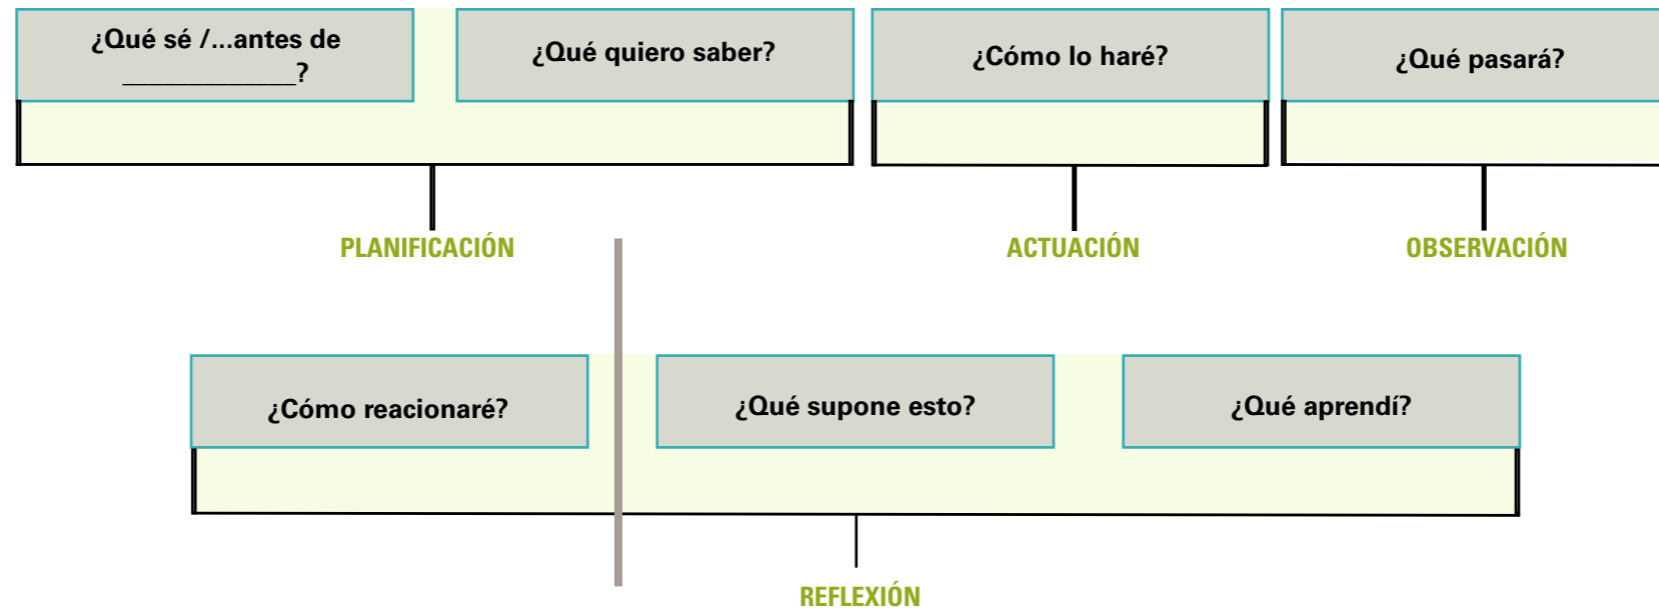 ¿Qué sé /...antes de
_____________?
¿Qué quiero saber?
¿Cómo lo haré?
¿Qué pasará?
PLANIFICACIÓN
ACTUACIÓN
OBSERVACIÓN
¿Cómo reacionaré?
¿Qué supone esto?
¿Qué aprendí?
REFLEXIÓN